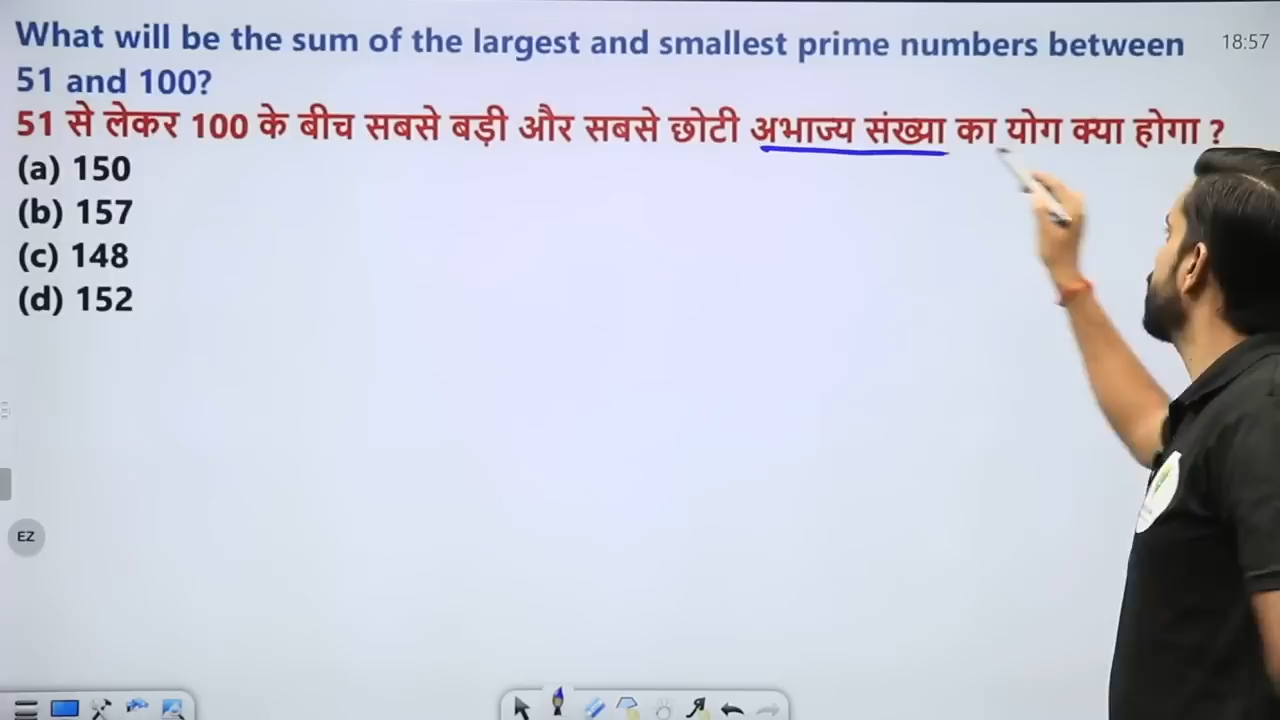 What will be the sum of the largest and smallest prime numbers between
18:57
51 and 100?
51 से लेकर 100 के बीच सबसे बड़ी और सबसे छोटी अभाज्य संख्या का योग क्या होगा ?
(a) 150
(b) 157
(c) 148
(d) 152
EZ